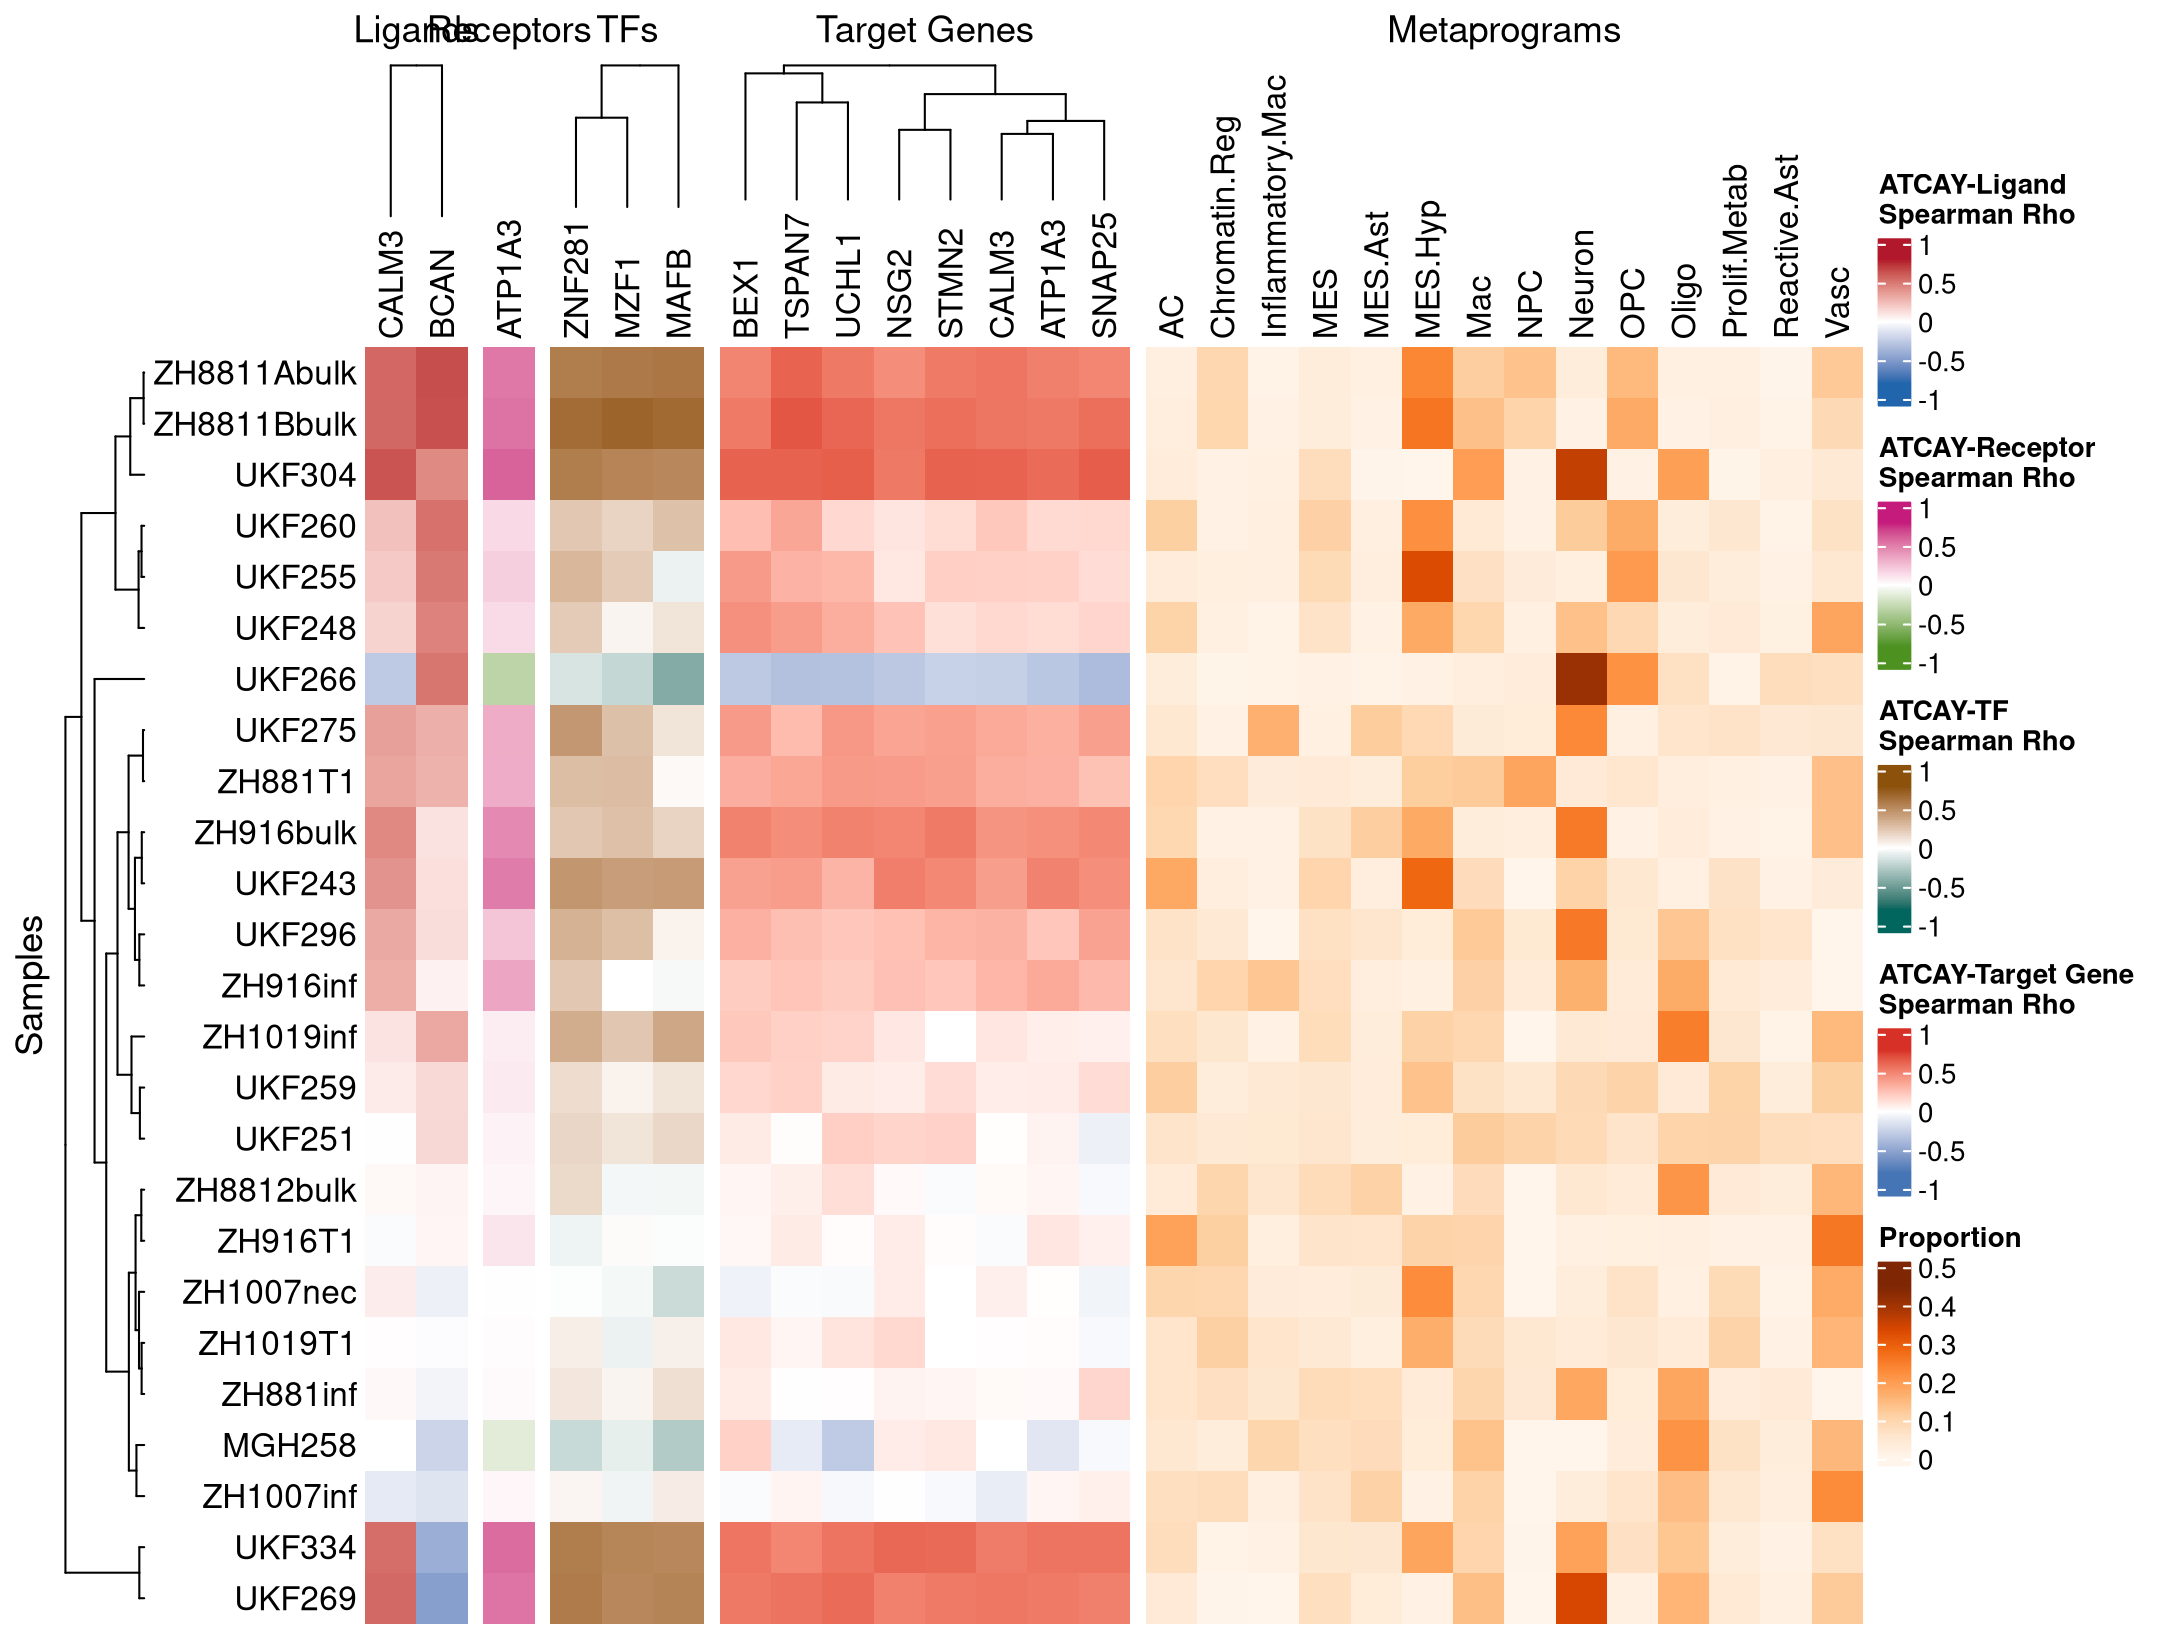 Ligands Receptors TFs Target Genes Metaprograms
CALM3 BCAN ATP1A3 ZNF281 MZF1 MAFB BEX1 TSPAN7 UCHL1 NSG2 STMN2 CALM3 ATP1A3 SNAP25 AC Chromatin.Reg Inflammatory.Mac MES MES.Ast MES.Hyp Mac NPC Neuron OPC Oligo Prolif.Metab Reactive.Ast Vasc
Samples
ZH8811Abulk
ZH8811Bbulk
UKF304
UKF260
UKF255
UKF248
UKF266
UKF275
ZH881T1
ZH916bulk
UKF243
UKF296
ZH916inf
ZH1019inf
UKF259
UKF251
ZH8812bulk
ZH916T1
ZH1007nec
ZH1019T1
ZH881inf
MGH258
ZH1007inf
UKF334
UKF269
ATCAY-Ligand
Spearman Rho
1
0.5
0
-0.5
-1
ATCAY-Receptor
Spearman Rho
1
0.5
0
-0.5
-1
ATCAY-TF
Spearman Rho
1
0.5
0
-0.5
-1
ATCAY-Target Gene
Spearman Rho
1
0.5
0
-0.5
-1
Proportion
0.5
0.4
0.3
0.2
0.1
0